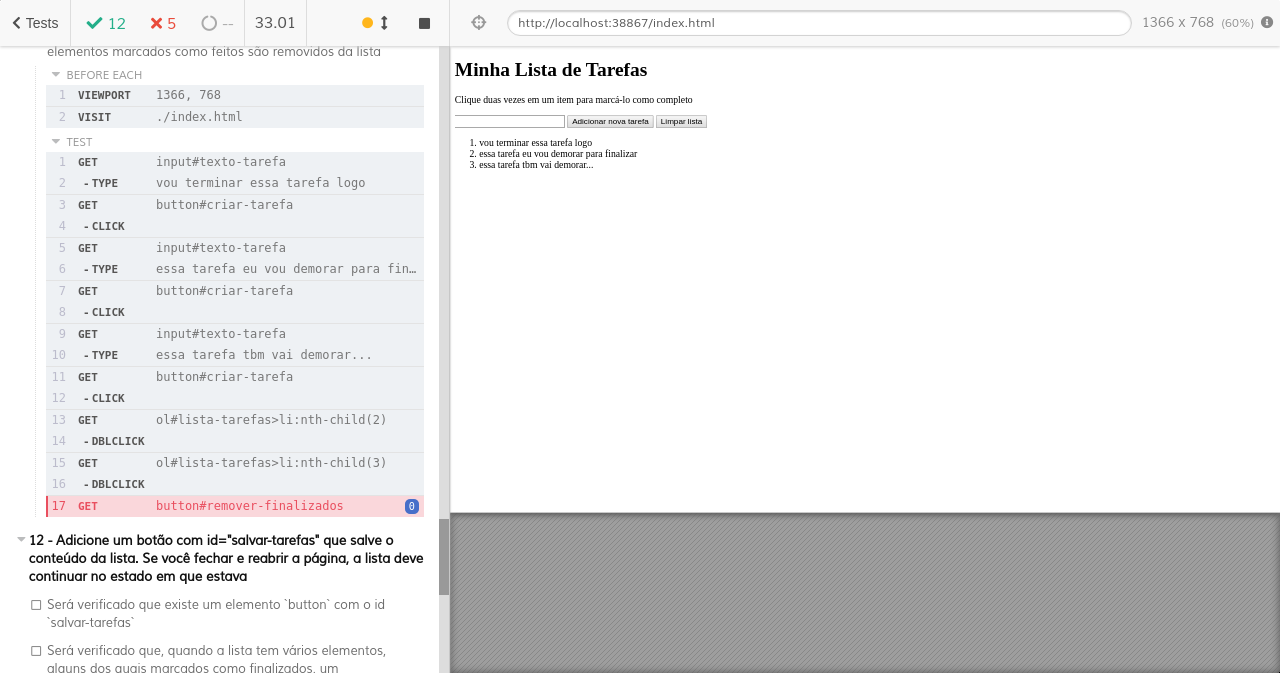 Tests
12
5
--
33.01
http://localhost:38867/index.html
1366 x 768 (60%)
elementos marcados como feitos são removidos da lista
BEFORE EACH
1 VIEWPORT 1366, 768
2 VISIT ./index.html
TEST
1 GET input#texto-tarefa
2 - TYPE vou terminar essa tarefa logo
3 GET button#criar-tarefa
4 - CLICK
5 GET input#texto-tarefa
6 - TYPE essa tarefa eu vou demorar para fin…
7 GET button#criar-tarefa
8 - CLICK
9 GET input#texto-tarefa
10 - TYPE essa tarefa tbm vai demorar...
11 GET button#criar-tarefa
12 - CLICK
13 GET ol#lista-tarefas>li:nth-child(2)
14 - DBLCLICK
15 GET ol#lista-tarefas>li:nth-child(3)
16 - DBLCLICK
17 GET button#remover-finalizados 0
12 - Adicione um botão com id="salvar-tarefas" que salve o
conteúdo da lista. Se você fechar e reabrir a página, a lista deve
continuar no estado em que estava
Será verificado que existe um elemento `button` com o id
`salvar-tarefas`
Será verificado que, quando a lista tem vários elementos,
alguns dos quais marcados como finalizados, um
Minha Lista de Tarefas
Clique duas vezes em um item para marcá-lo como completo
Adicionar nova tarefa Limpar lista
1. vou terminar essa tarefa logo
2. essa tarefa eu vou demorar para finalizar
3. essa tarefa tbm vai demorar...